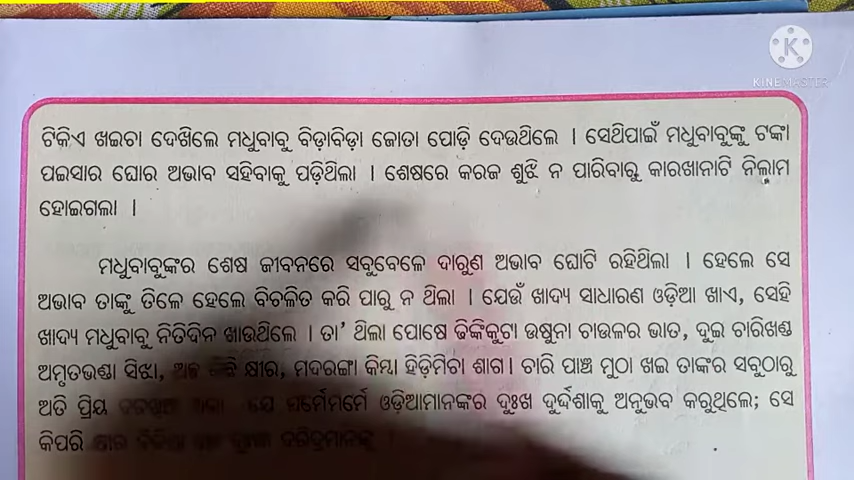 KINEMASTER
ଟିକିଏ ଖଇଚା ଦେଖିଲେ ମଧୁବାବୁ ବିଡ଼ାବିଡ଼ା ଜୋତା ପୋଡ଼ି ଦେଉଥିଲେ । ସେଥିପାଇଁ ମଧୁବାବୁଙ୍କୁ ଟଙ୍କା
ପଇସାର ଘୋର ଅଭାବ ସହିବାକୁ ପଡ଼ିଥିଲା । ଶେଷରେ କରଜ ଶୁଝି ନ ପାରିବାରୁ କାରଖାନାଟି ନିଲାମ
ହୋଇଗଲା ।
ମଧୁବାବୁଙ୍କର ଶେଷ ଜୀବନରେ ସବୁବେଳେ ଦାରୁଣ ଅଭାବ ଘୋଟି ରହିଥିଲା । ହେଲେ ସେ
ଅଭାବ ତାଙ୍କୁ ତିଳେ ହେଲେ ବିଚଳିତ କରି ପାରୁ ନ ଥିଲା । ଯେଉଁ ଖାଦ୍ୟ ସାଧାରଣ ଓଡ଼ିଆ ଖାଏ, ସେହି
ଖାଦ୍ୟ ମଧୁବାବୁ ନିତିଦିନ ଖାଉଥିଲେ । ତା’ ଥିଲା ପୋଷେ ଢିଙ୍କିକୁଟା ଉଷୁନା ଚାଉଳର ଭାତ, ଦୁଇ ଚାରିଖଣ୍ଡ
ଅମୃତଭଣ୍ଡା ସିଝା, କ୍ଷୀର, ମଦରଙ୍ଗା କିମ୍ବା ହିଡ଼ିମିଚା ଶାଗ। ଚାରି ପାଞ୍ଚ ମୁଠା ଖଇ ତାଙ୍କର ସବୁଠାରୁ
ଅତି ପ୍ରିୟ ଯେ ମର୍ମେମର୍ମେ ଓଡ଼ିଆମାନଙ୍କର ଦୁଃଖ ଦୁର୍ଦ୍ଦଶାକୁ ଅନୁଭବ କରୁଥିଲେ; ସେ
କିପରି